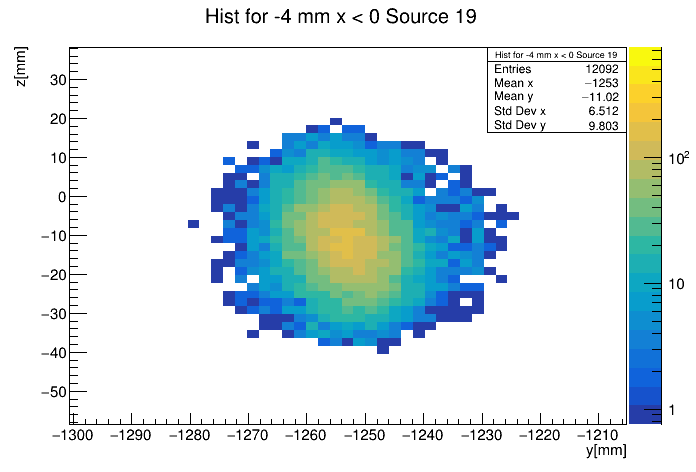 Hist for -4 mm x < 0 Source 19
z[mm]
Hist for -4 mm x < 0 Source 19
Entries 12092
Mean x −1253
Mean y −11.02
Std Dev x 6.512
Std Dev y 9.803
30
20
10
0
−10
−20
−30
−40
−50
10²
10
1
−1300 −1290 −1280 −1270 −1260 −1250 −1240 −1230 −1220 −1210
y[mm]